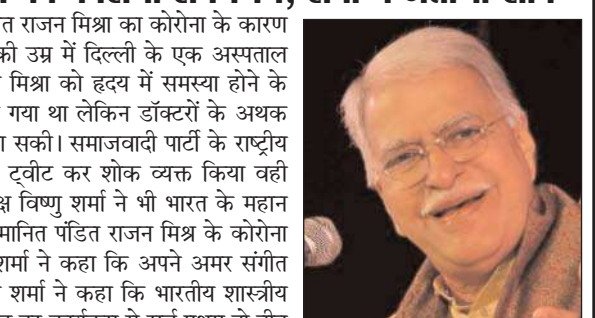 त राजन मिश्रा का कोरोना के कारण
की उम्र में दिल्ली के एक अस्पताल
मिश्रा को हृदय में समस्या होने के
गया था लेकिन डॉक्टरों के अथक
सकी। समाजवादी पार्टी के राष्ट्रीय
ट्वीट कर शोक व्यक्त किया वही
क्ष विष्णु शर्मा ने भी भारत के महान
मानित पंडित राजन मिश्र के कोरोना
शर्मा ने कहा कि अपने अमर संगीत
शर्मा ने कहा कि भारतीय शास्त्रीय